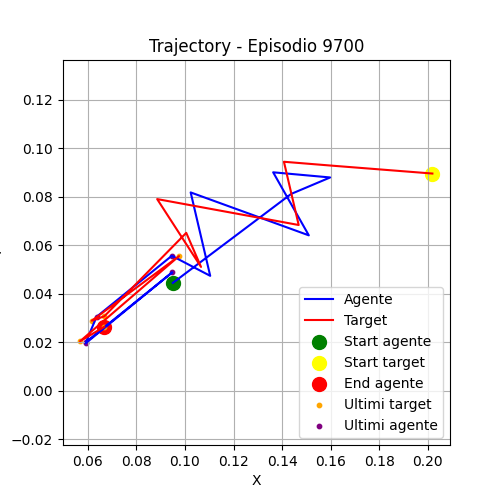 Trajectory - Episodio 9700
0.12
0.10
0.08
0.06
0.04
0.02
0.00
−0.02
Agente
Target
Start agente
Start target
End agente
Ultimi target
Ultimi agente
0.06 0.08 0.10 0.12 0.14 0.16 0.18 0.20
X